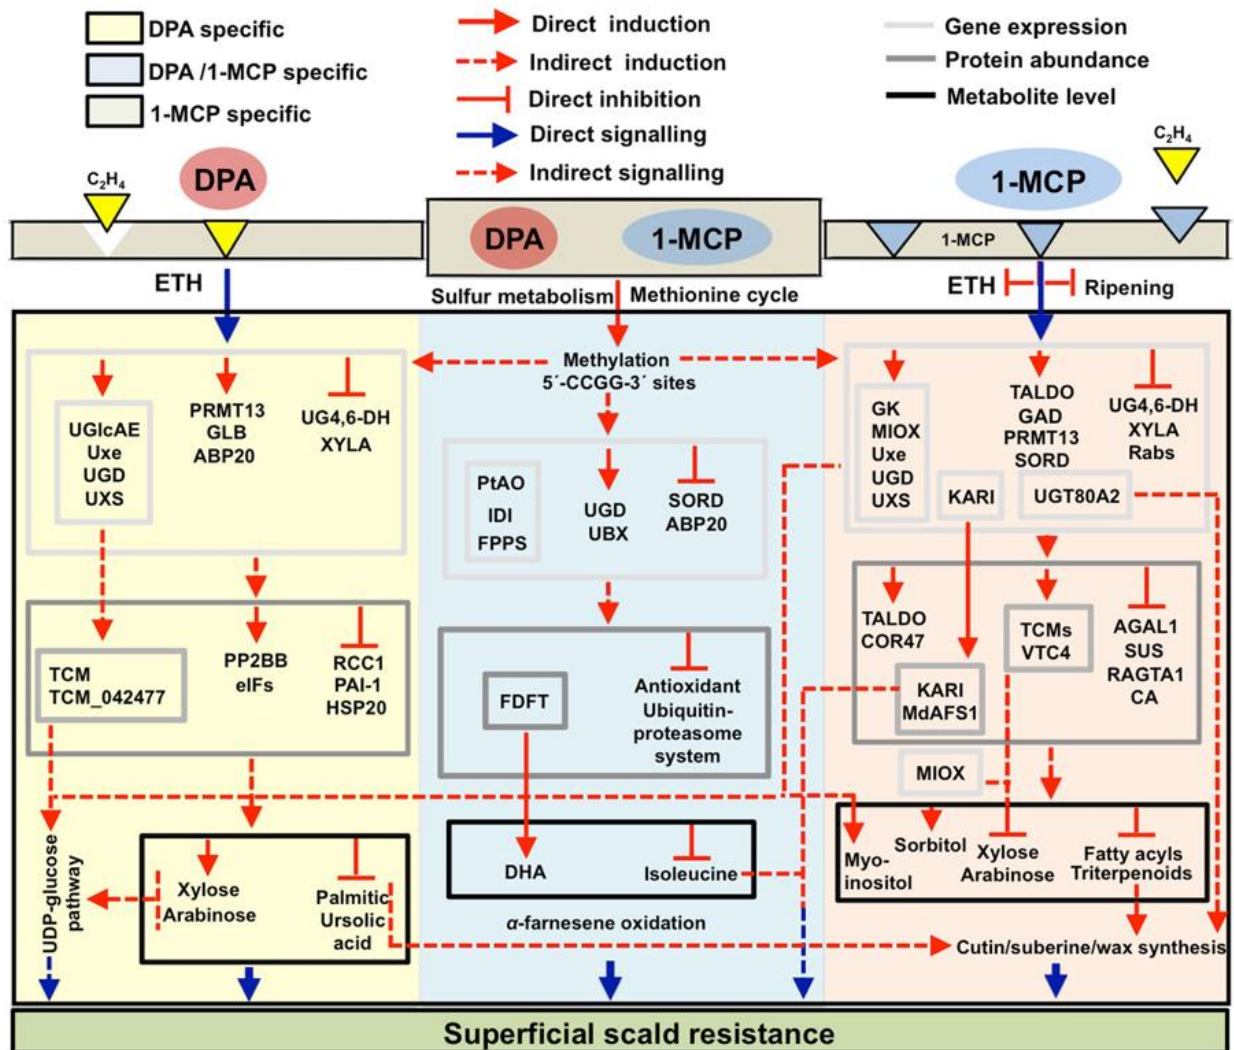 DPA specific
DPA /1-MCP specific
1-MCP specific
Direct induction
Indirect induction
Direct inhibition
Direct signalling
Indirect signalling
Gene expression
Protein abundance
Metabolite level
C₂H₄
DPA
ETH
DPA
1-MCP
Sulfur metabolism
Methionine cycle
1-MCP
C₂H₄
1-MCP
ETH
Ripening
UGlcAE
Uxe
UGD
UXS
PRMT13
GLB
ABP20
UG4,6-DH
XYLA
TCM
TCM_042477
PP2BB
eIFs
RCC1
PAI-1
HSP20
UDP-glucose
pathway
Xylose
Arabinose
Palmitic
Ursolic
acid
Methylation
5´-CCGG-3´ sites
PtAO
IDI
FPPS
UGD
UBX
SORD
ABP20
FDFT
Antioxidant
Ubiquitin-
proteasome
system
DHA
Isoleucine
α-farnesene oxidation
GK
MIOX
Uxe
UGD
UXS
KARI
TALDO
GAD
PRMT13
SORD
UGT80A2
UG4,6-DH
XYLA
Rabs
TALDO
COR47
KARI
MdAFS1
TCMs
VTC4
AGAL1
SUS
RAGTA1
CA
MIOX
Myo-
inositol
Sorbitol
Xylose
Arabinose
Fatty acyls
Triterpenoids
Cutin/suberine/wax synthesis
Superficial scald resistance